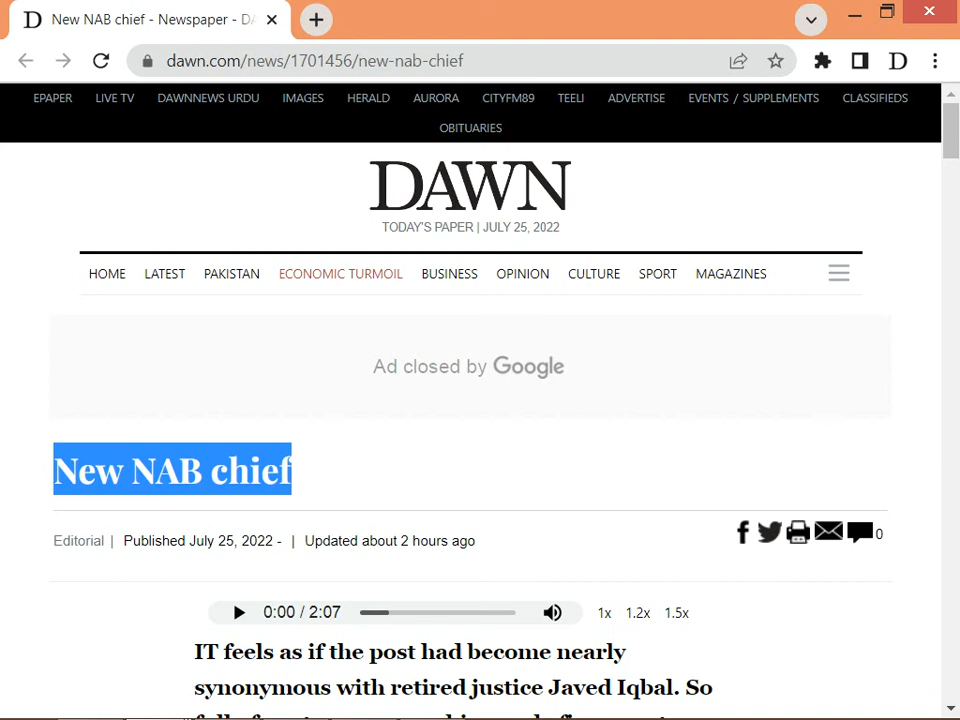 New NAB chief - Newspaper - DA
dawn.com/news/1701456/new-nab-chief
D
EPAPER LIVE TV DAWNNEWS URDU IMAGES HERALD AURORA CITYFM89 TEELI ADVERTISE EVENTS / SUPPLEMENTS CLASSIFIEDS
OBITUARIES
DAWN
TODAY'S PAPER | JULY 25, 2022
HOME LATEST PAKISTAN ECONOMIC TURMOIL BUSINESS OPINION CULTURE SPORT MAGAZINES
Ad closed by Google
New NAB chief
Editorial | Published July 25, 2022 - | Updated about 2 hours ago
0
0:00 / 2:07 1x 1.2x 1.5x
IT feels as if the post had become nearly
synonymous with retired justice Javed Iqbal. So